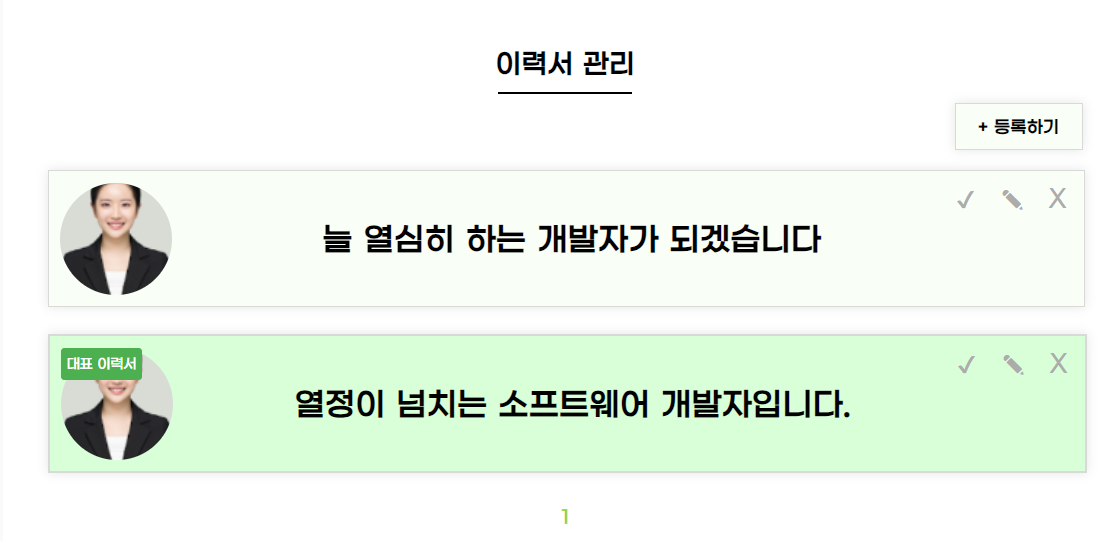 이력서 관리
+ 등록하기
늘 열심히 하는 개발자가 되겠습니다
X
대표 이력서
열정이 넘치는 소프트웨어 개발자입니다.
X
1